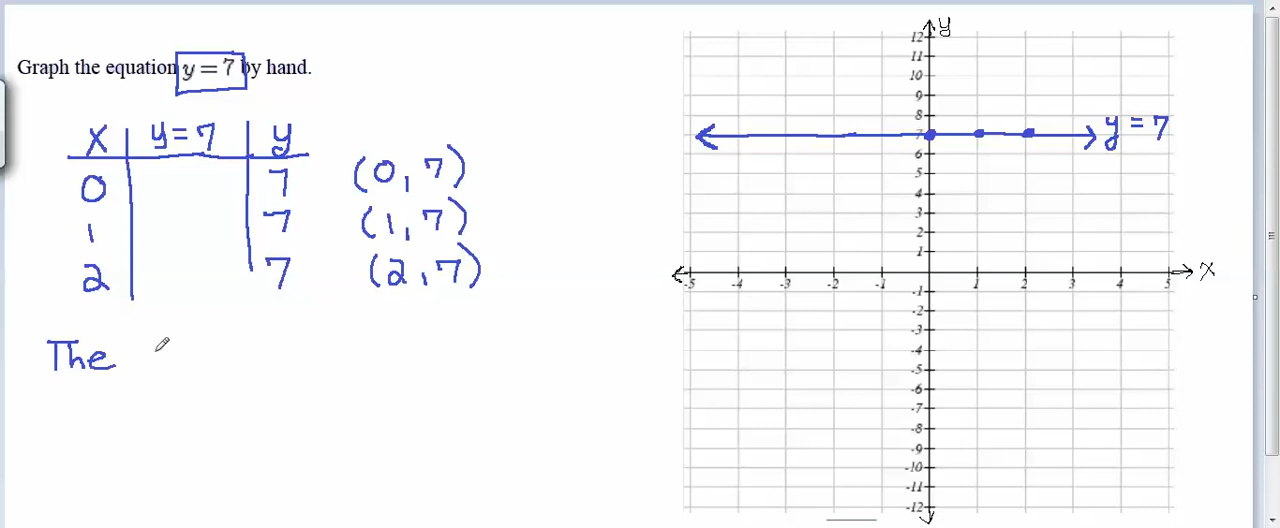 Graph the equation y = 7 by hand.
x y = 7 y
0 7 (0, 7)
1 7 (1, 7)
2 7 (2, 7)
The
y
12
11
10
9
8
7
6
5
4
3
2
1
y = 7
-5 -4 -3 -2 -1 1 2 3 4 5 x
-1
-2
-3
-4
-5
-6
-7
-8
-9
-10
-11
-12